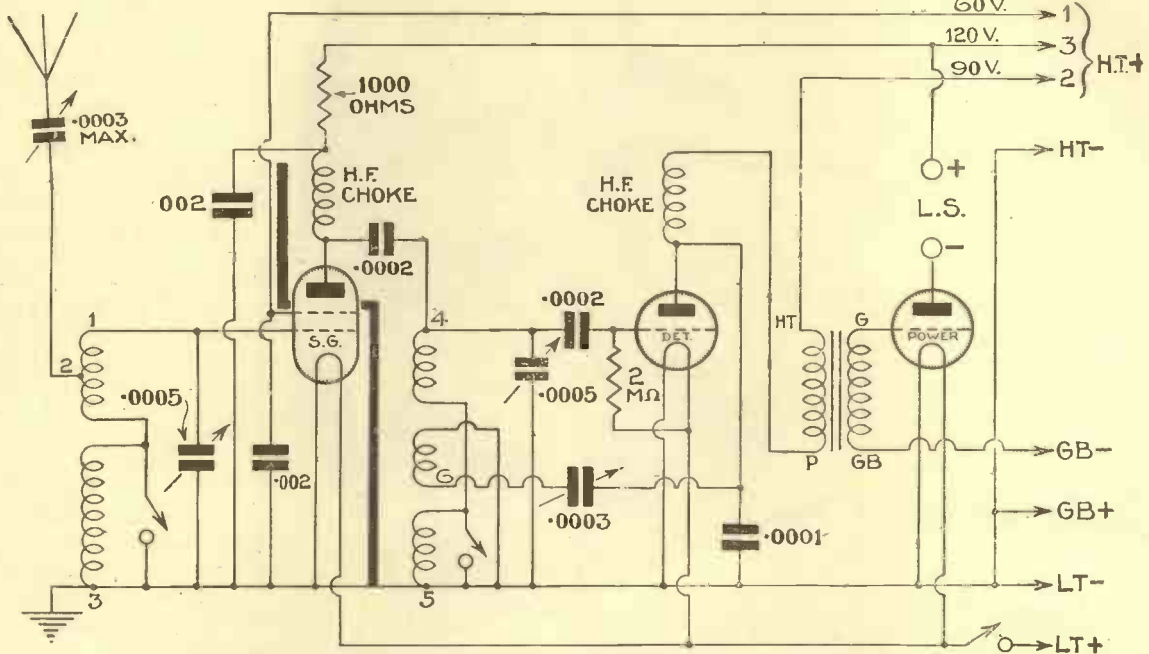 60 V.
1
120 V.
3
H.T.+
90 V.
2
1000
OHMS
.0003
MAX.
HT-
H.F.
CHOKE
H.F.
CHOKE
+
L.S.
-
002
.0002
.0002
1
S.G.
4
DET.
HT
G
POWER
2
.0005
.0005
2
MΩ
P
GB
GB-
.002
6
.0003
GB+
.0001
3
5
LT-
LT+